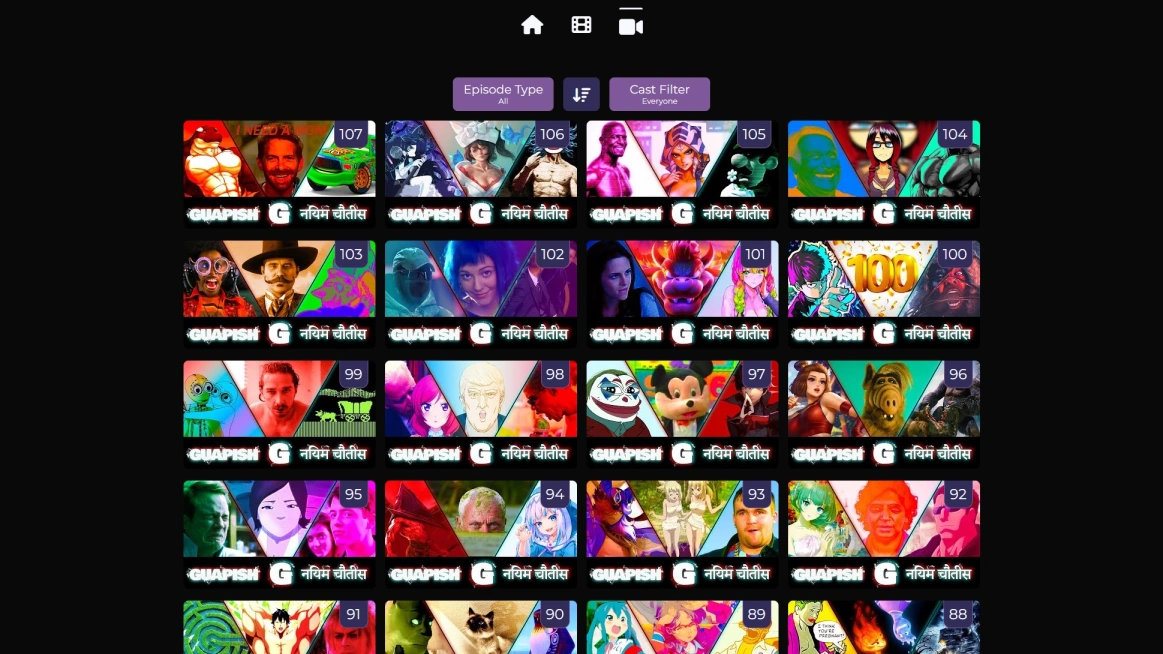 Episode Type
All
Cast Filter
Everyone
I NEED A
107
106
105
104
GUAPISH G नयिम चौतीस
GUAPISH G नयिम चौतीस
GUAPISH G नयिम चौतीस
GUAPISH G नयिम चौतीस
103
102
101
100
100
GUAPISH G नयिम चौतीस
GUAPISH G नयिम चौतीस
GUAPISH G नयिम चौतीस
GUAPISH G नयिम चौतीस
99
98
97
96
GUAPISH G नयिम चौतीस
GUAPISH G नयिम चौतीस
GUAPISH G नयिम चौतीस
GUAPISH G नयिम चौतीस
95
94
93
92
GUAPISH G नयिम चौतीस
GUAPISH G नयिम चौतीस
GUAPISH G नयिम चौतीस
GUAPISH G नयिम चौतीस
91
90
89
88
I THINK
YOU'RE
PREGNANT!